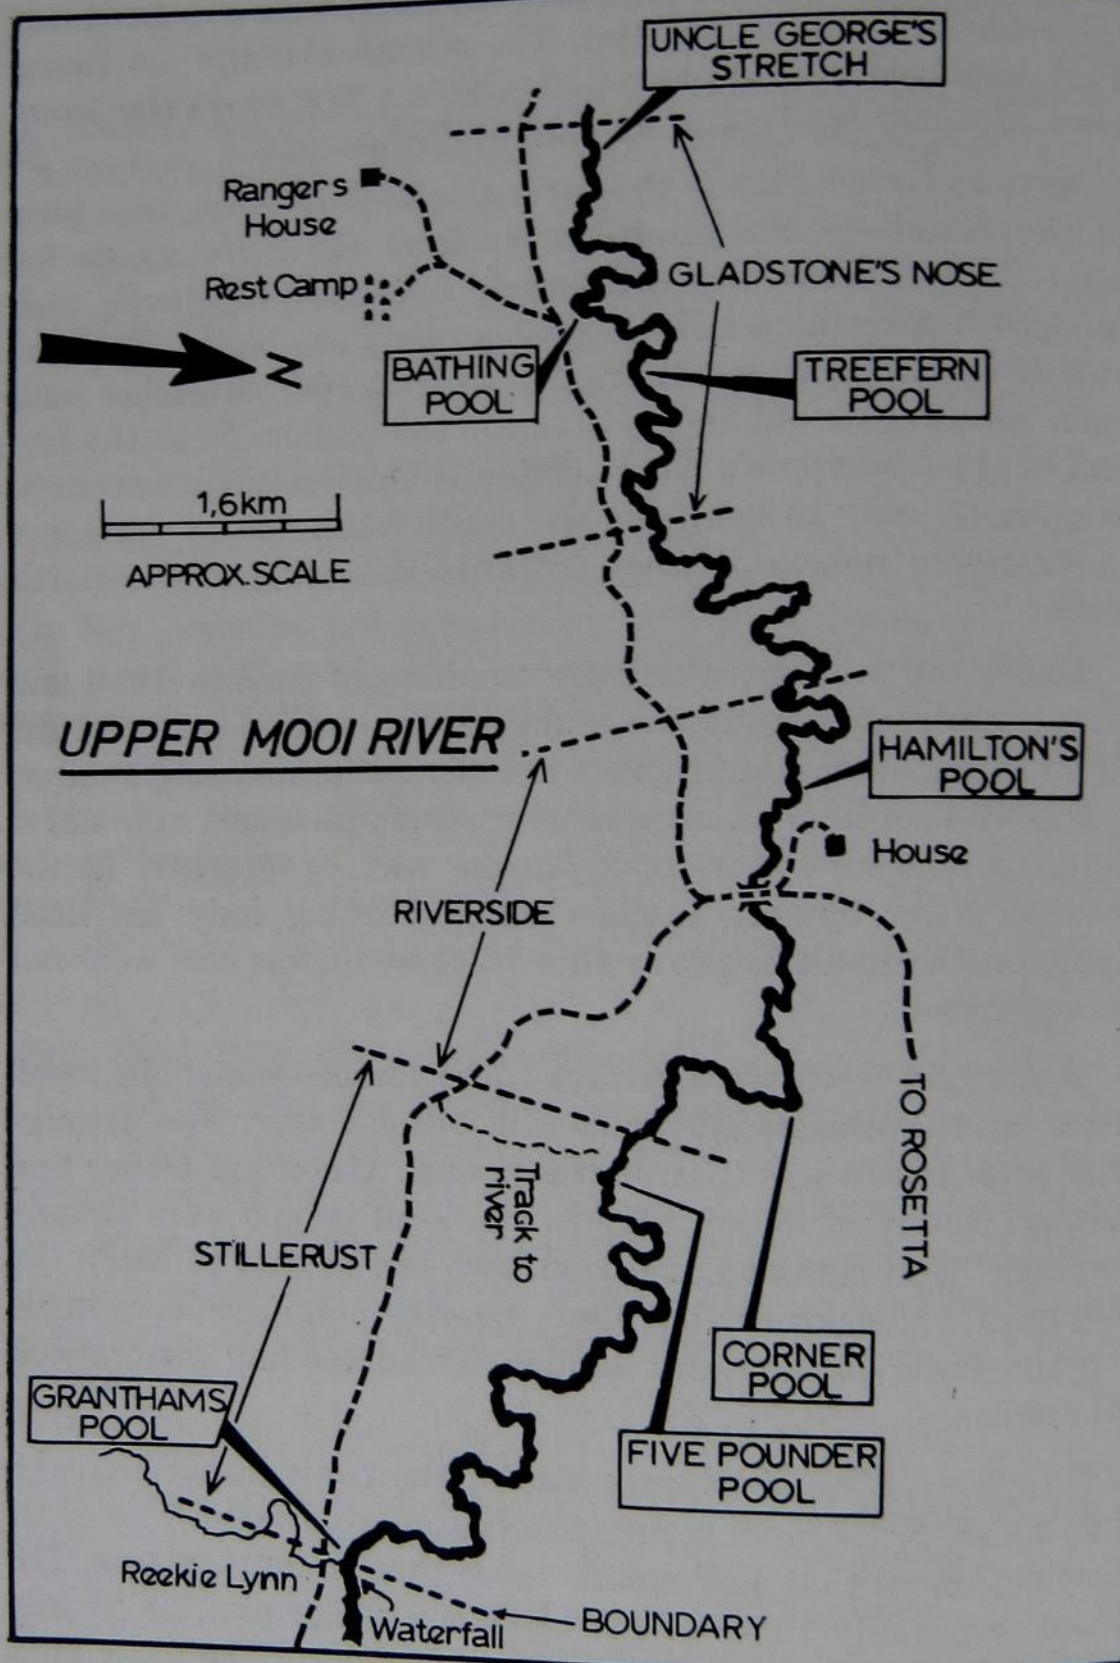 UNCLE GEORGE'S
STRETCH
Rangers
House
Rest Camp
GLADSTONE'S NOSE
N
BATHING
POOL
TREEFERN
POOL
1,6km
APPROX. SCALE
UPPER MOOI RIVER
HAMILTON'S
POOL
House
RIVERSIDE
TO ROSETTA
Track to
river
STILLERUST
CORNER
POOL
GRANTHAMS
POOL
FIVE POUNDER
POOL
Reekie Lynn
Waterfall
BOUNDARY